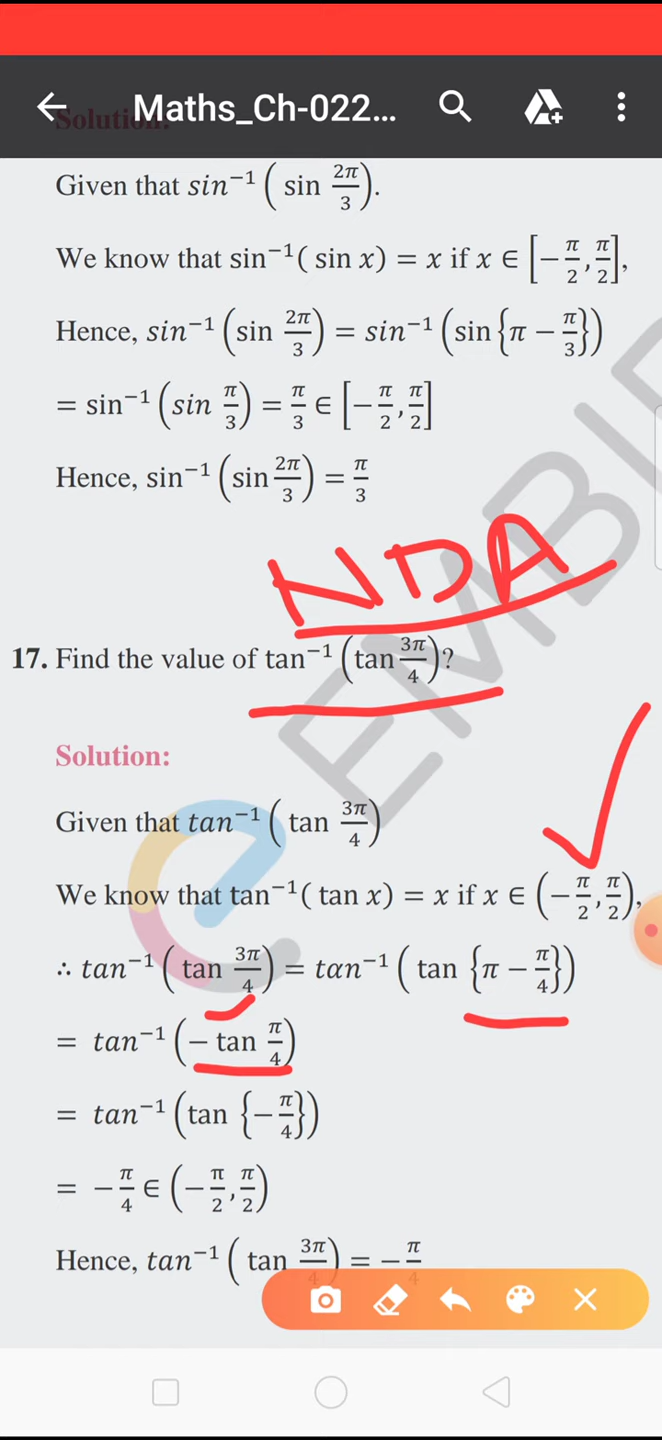 Solution:
Maths_Ch-022...
Given that sin⁻¹ ( sin 2π/3 ).
We know that sin⁻¹( sin x) = x if x ∈ [−π/2, π/2],
Hence, sin⁻¹ (sin 2π/3) = sin⁻¹ (sin {π − π/3})
= sin⁻¹ (sin π/3) = π/3 ∈ [−π/2, π/2]
Hence, sin⁻¹ (sin 2π/3) = π/3
NDA
17. Find the value of tan⁻¹ (tan 3π/4)?
Solution:
Given that tan⁻¹ ( tan 3π/4)
We know that tan⁻¹( tan x) = x if x ∈ (−π/2, π/2),
∴ tan⁻¹ ( tan 3π/4) = tan⁻¹ ( tan {π − π/4})
= tan⁻¹ (− tan π/4)
= tan⁻¹ (tan {−π/4})
= −π/4 ∈ (−π/2, π/2)
Hence, tan⁻¹ ( tan 3π/4) = −π/4